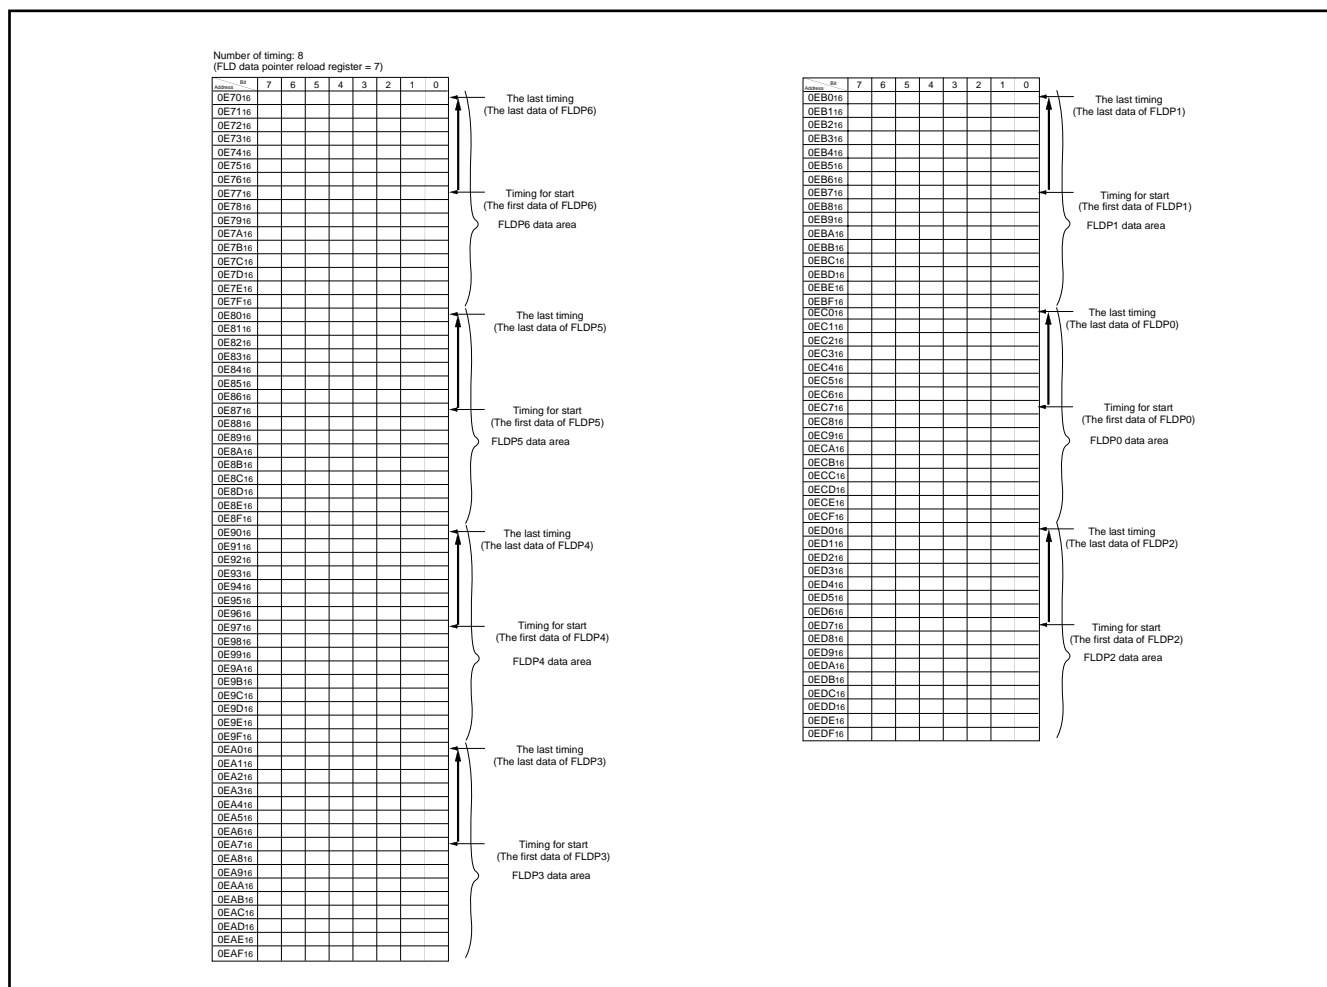 Number of timing: 8
(FLD data pointer reload register = 7)
Bit
Address
7 6 5 4 3 2 1 0
0E7016
0E7116
0E7216
0E7316
0E7416
0E7516
0E7616
0E7716
0E7816
0E7916
0E7A16
0E7B16
0E7C16
0E7D16
0E7E16
0E7F16
0E8016
0E8116
0E8216
0E8316
0E8416
0E8516
0E8616
0E8716
0E8816
0E8916
0E8A16
0E8B16
0E8C16
0E8D16
0E8E16
0E8F16
0E9016
0E9116
0E9216
0E9316
0E9416
0E9516
0E9616
0E9716
0E9816
0E9916
0E9A16
0E9B16
0E9C16
0E9D16
0E9E16
0E9F16
0EA016
0EA116
0EA216
0EA316
0EA416
0EA516
0EA616
0EA716
0EA816
0EA916
0EAA16
0EAB16
0EAC16
0EAD16
0EAE16
0EAF16
The last timing
(The last data of FLDP6)
Timing for start
(The first data of FLDP6)
FLDP6 data area
The last timing
(The last data of FLDP5)
Timing for start
(The first data of FLDP5)
FLDP5 data area
The last timing
(The last data of FLDP4)
Timing for start
(The first data of FLDP4)
FLDP4 data area
The last timing
(The last data of FLDP3)
Timing for start
(The first data of FLDP3)
FLDP3 data area
Bit
Address
7 6 5 4 3 2 1 0
0EB016
0EB116
0EB216
0EB316
0EB416
0EB516
0EB616
0EB716
0EB816
0EB916
0EBA16
0EBB16
0EBC16
0EBD16
0EBE16
0EBF16
0EC016
0EC116
0EC216
0EC316
0EC416
0EC516
0EC616
0EC716
0EC816
0EC916
0ECA16
0ECB16
0ECC16
0ECD16
0ECE16
0ECF16
0ED016
0ED116
0ED216
0ED316
0ED416
0ED516
0ED616
0ED716
0ED816
0ED916
0EDA16
0EDB16
0EDC16
0EDD16
0EDE16
0EDF16
The last timing
(The last data of FLDP1)
Timing for start
(The first data of FLDP1)
FLDP1 data area
The last timing
(The last data of FLDP0)
Timing for start
(The first data of FLDP0)
FLDP0 data area
The last timing
(The last data of FLDP2)
Timing for start
(The first data of FLDP2)
FLDP2 data area